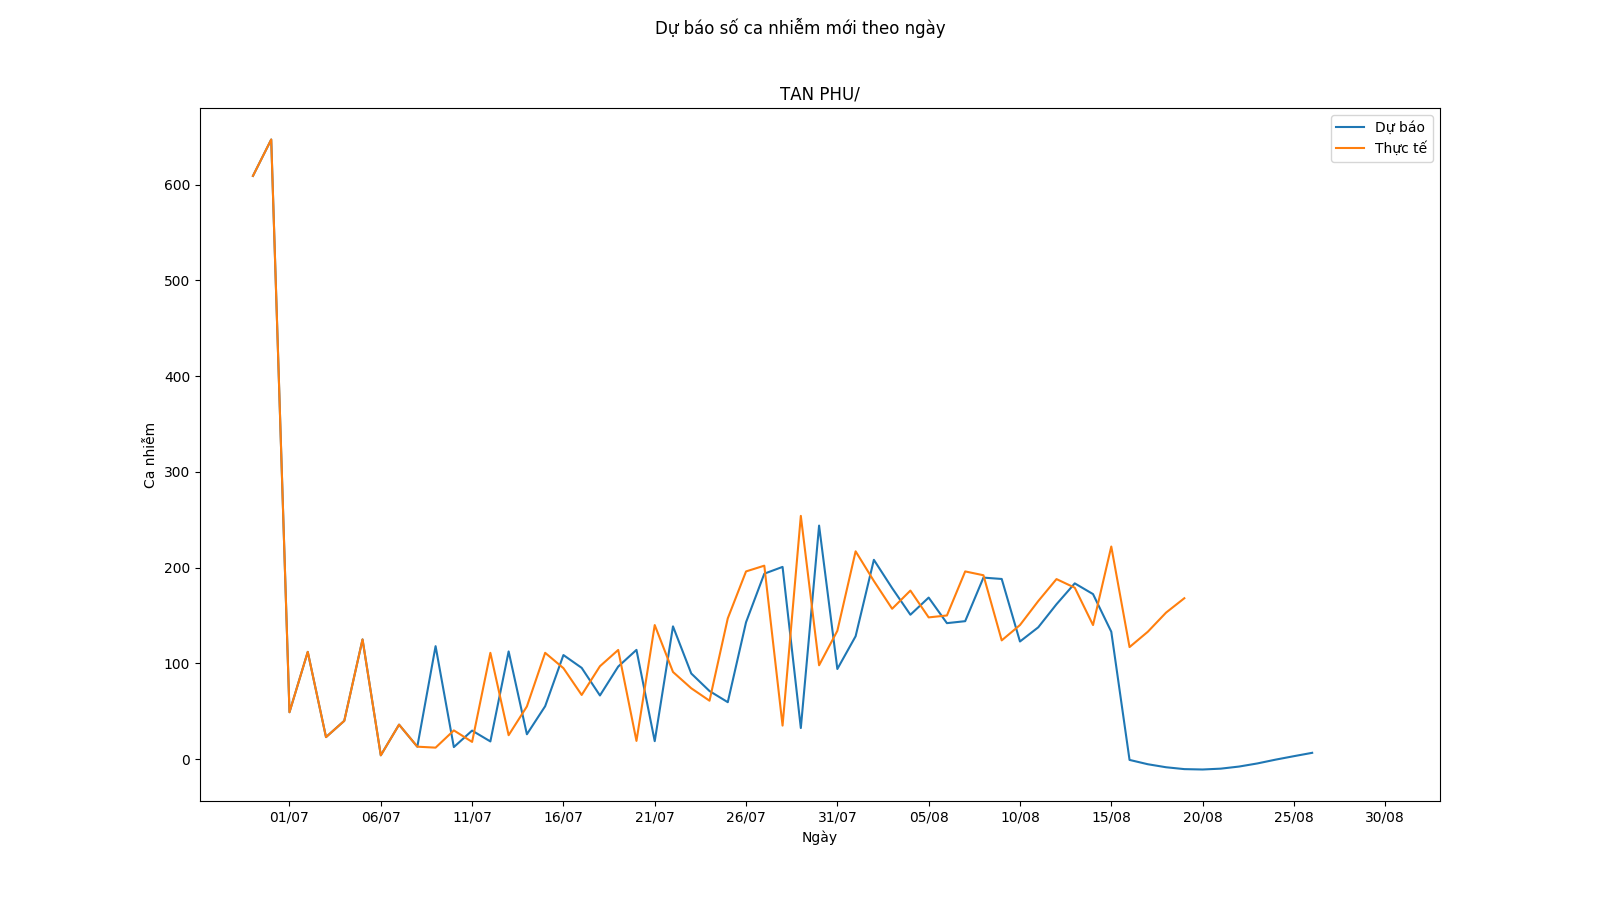 Dự báo số ca nhiễm mới theo ngày
TAN PHU/
Dự báo
Thực tế
600
500
400
300
200
100
0
Ca nhiễm
01/07 06/07 11/07 16/07 21/07 26/07 31/07 05/08 10/08 15/08 20/08 25/08 30/08
Ngày